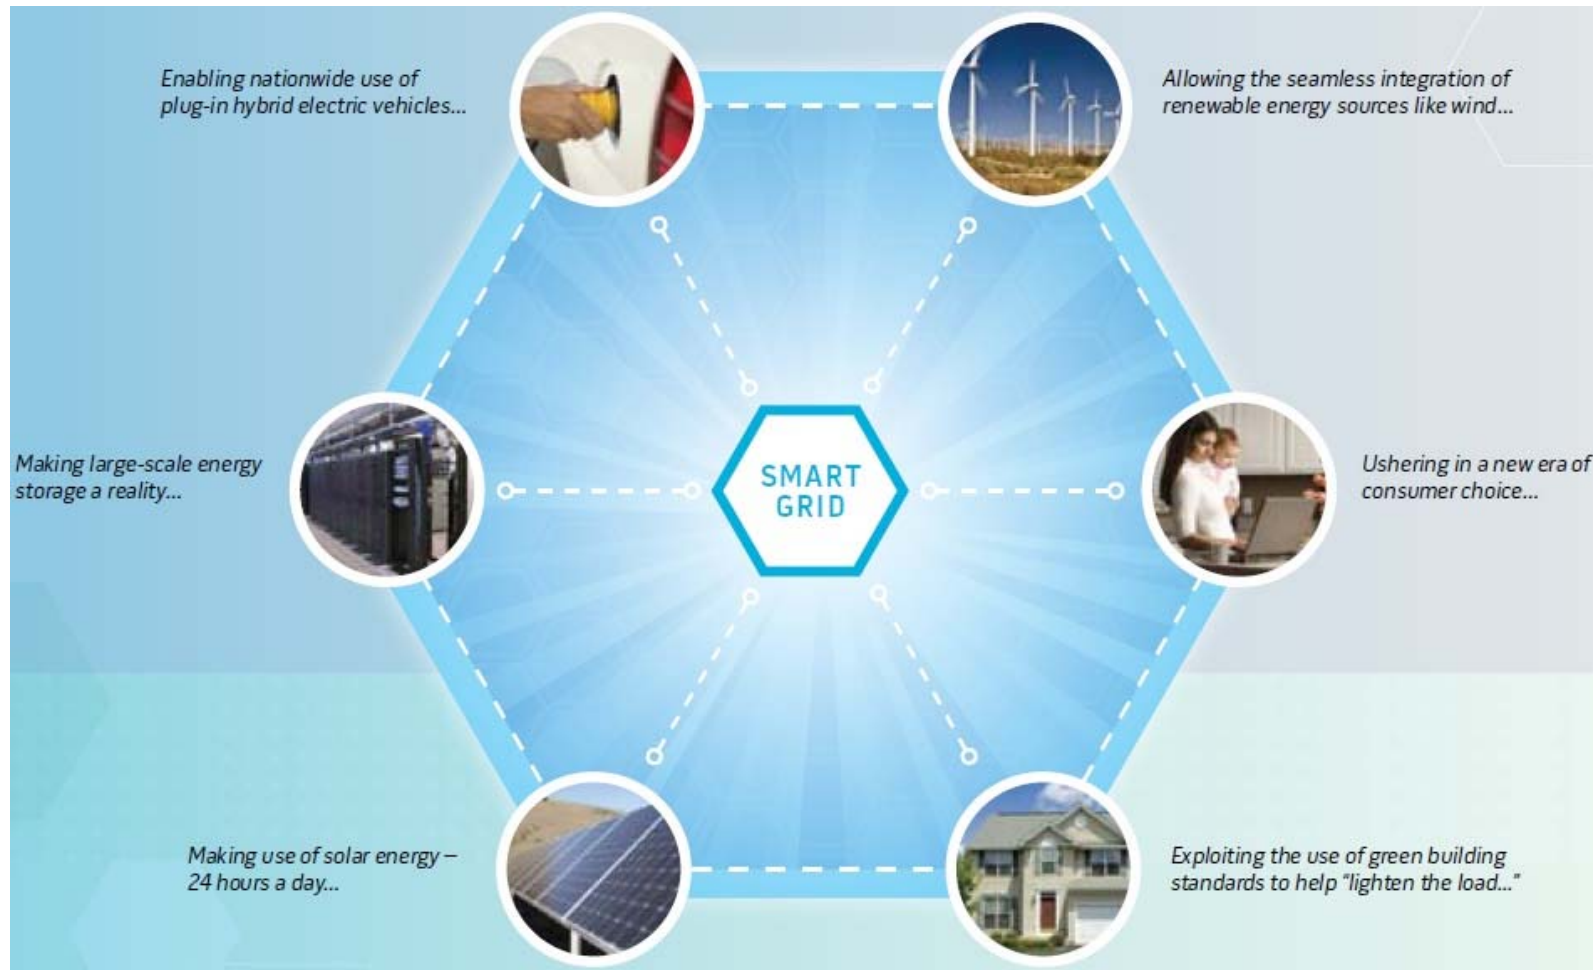 Enabling nationwide use of
plug-in hybrid electric vehicles...
Allowing the seamless integration of
renewable energy sources like wind...
Making large-scale energy
storage a reality...
SMART
GRID
Ushering in a new era of
consumer choice...
Making use of solar energy –
24 hours a day...
Exploiting the use of green building
standards to help "lighten the load..."